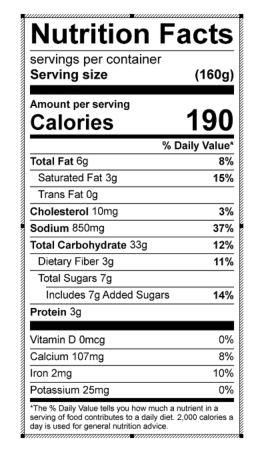 Nutrition Facts
servings per container
Serving size (160g)
Amount per serving
Calories 190
% Daily Value*
Total Fat 6g 8%
Saturated Fat 3g 15%
Trans Fat 0g
Cholesterol 10mg 3%
Sodium 850mg 37%
Total Carbohydrate 33g 12%
Dietary Fiber 3g 11%
Total Sugars 7g
Includes 7g Added Sugars 14%
Protein 3g
Vitamin D 0mcg 0%
Calcium 107mg 8%
Iron 2mg 10%
Potassium 25mg 0%
*The % Daily Value tells you how much a nutrient in a
serving of food contributes to a daily diet. 2,000 calories a
day is used for general nutrition advice.